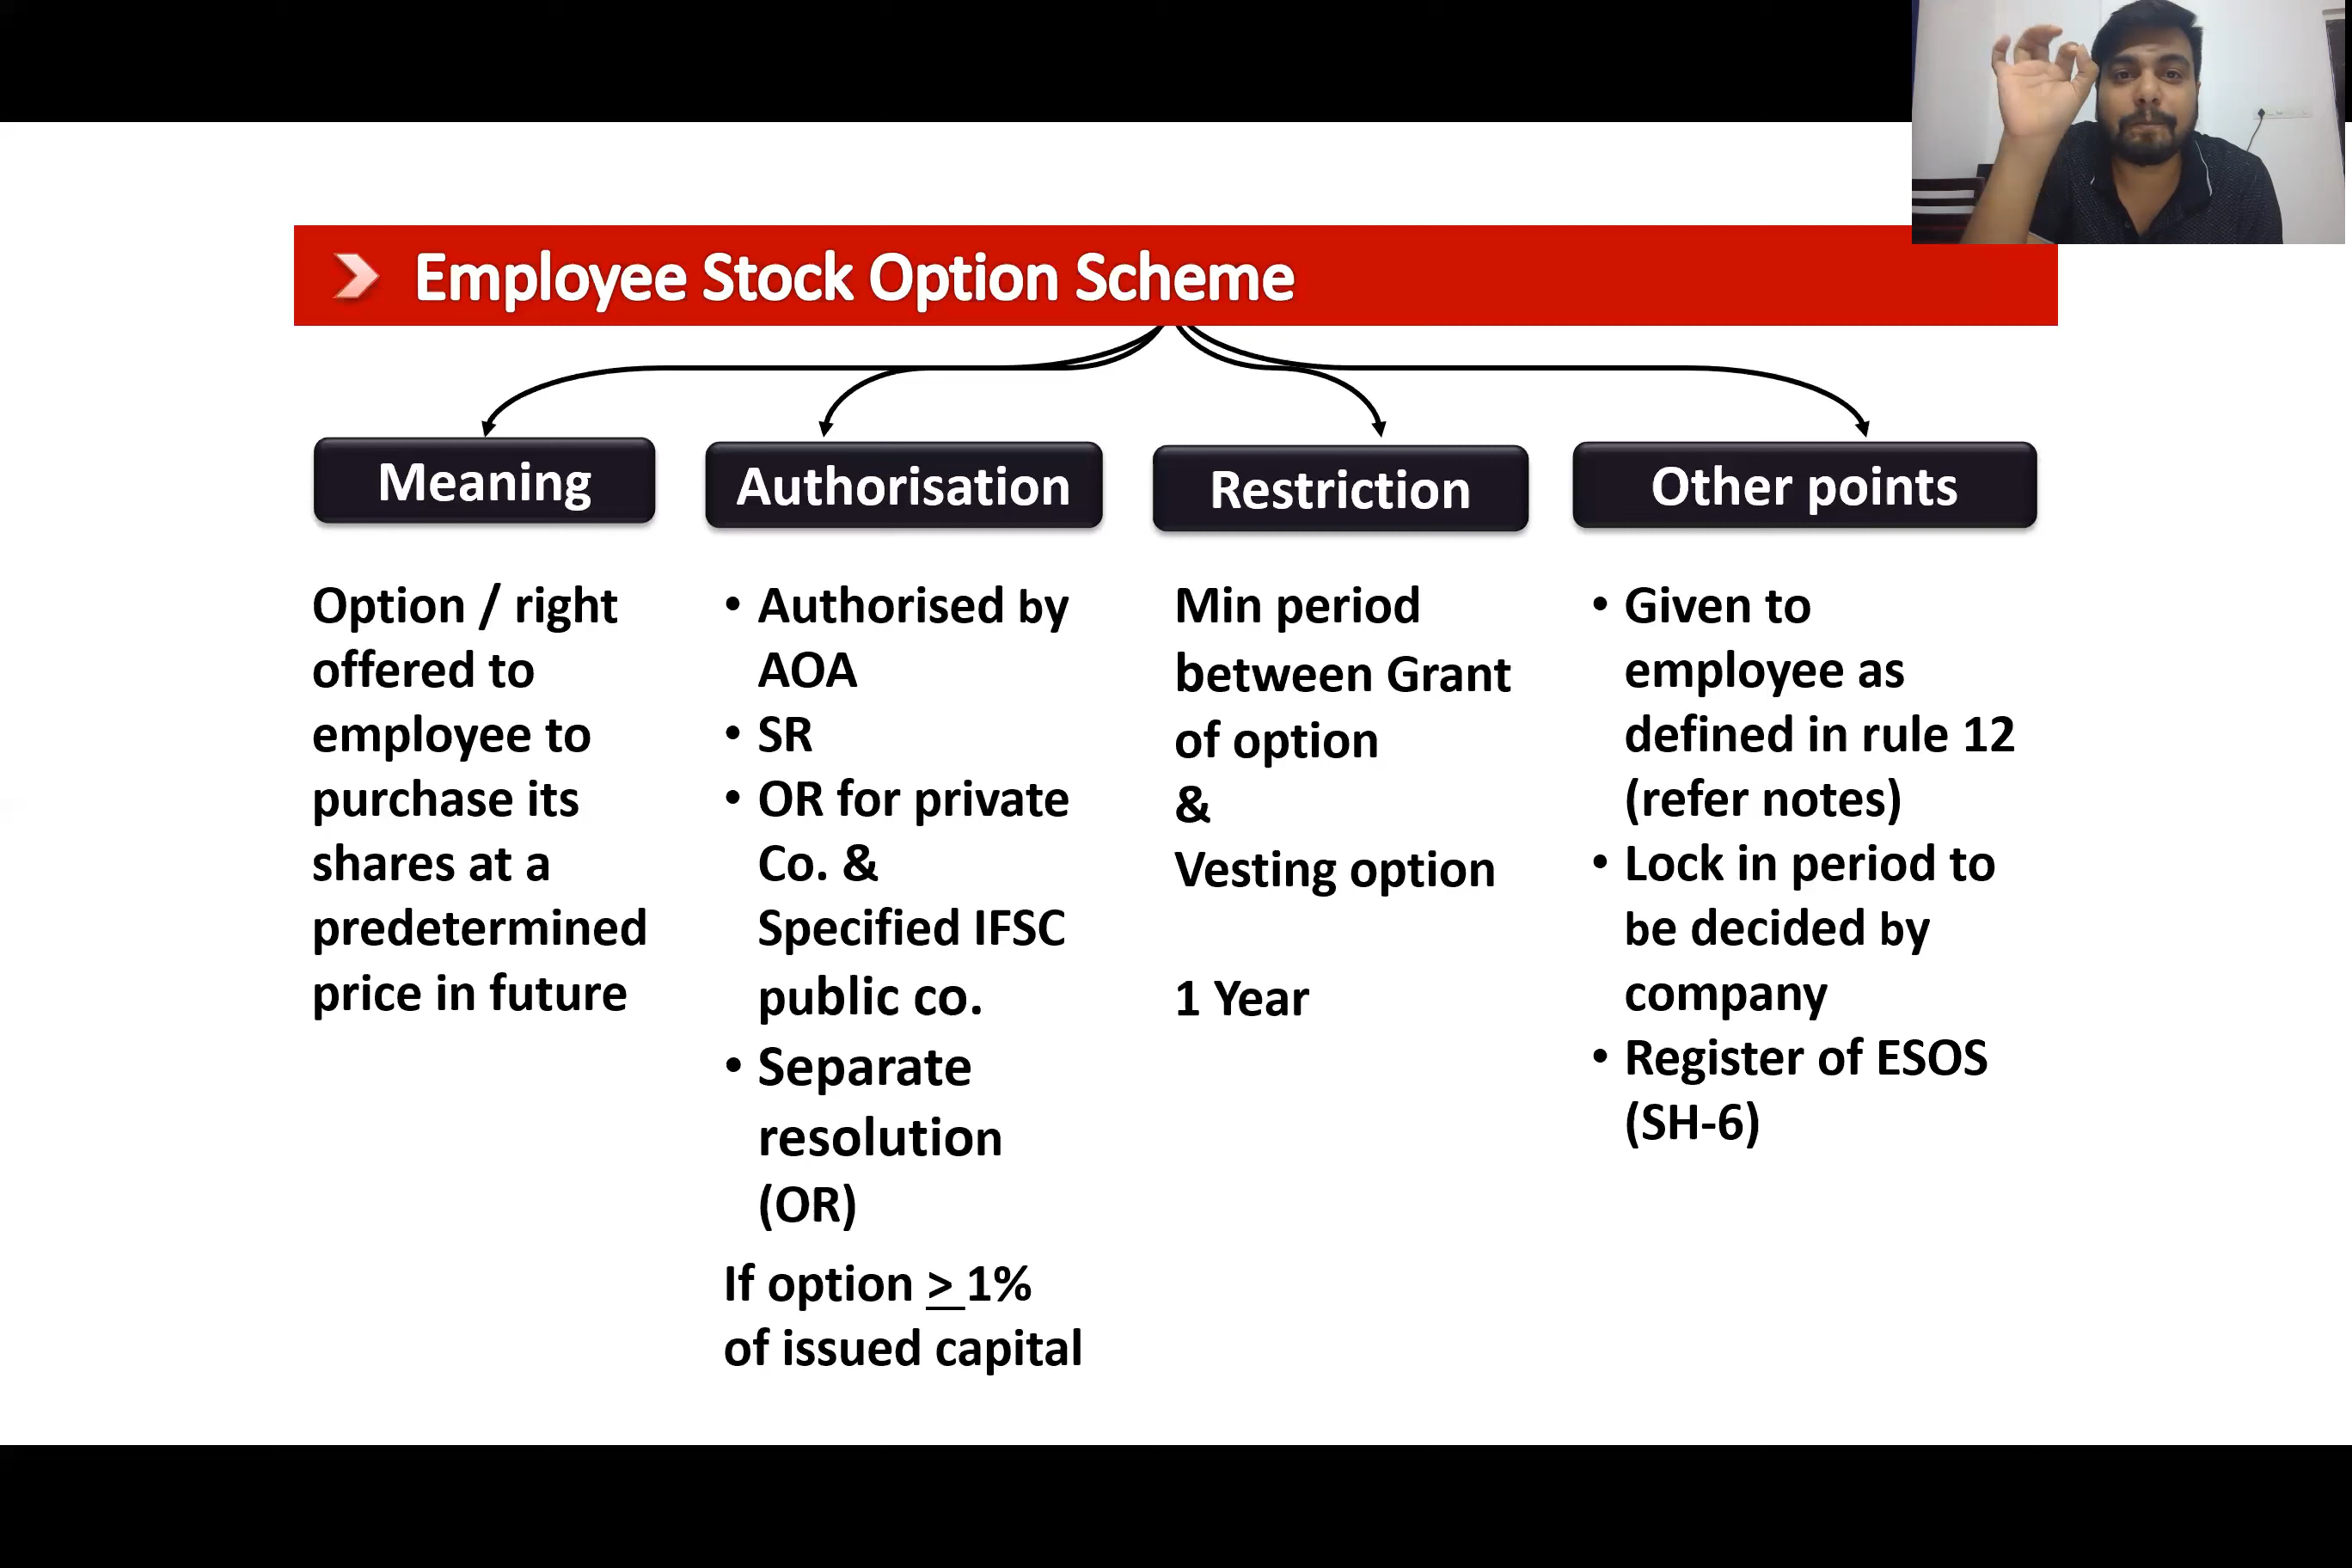 Employee Stock Option Scheme
Meaning
Option / right
offered to
employee to
purchase its
shares at a
predetermined
price in future
Authorisation
• Authorised by
AOA
• SR
• OR for private
Co. &
Specified IFSC
public co.
• Separate
resolution
(OR)
If option > 1%
of issued capital
Restriction
Min period
between Grant
of option
&
Vesting option
1 Year
Other points
• Given to
employee as
defined in rule 12
(refer notes)
• Lock in period to
be decided by
company
• Register of ESOS
(SH-6)